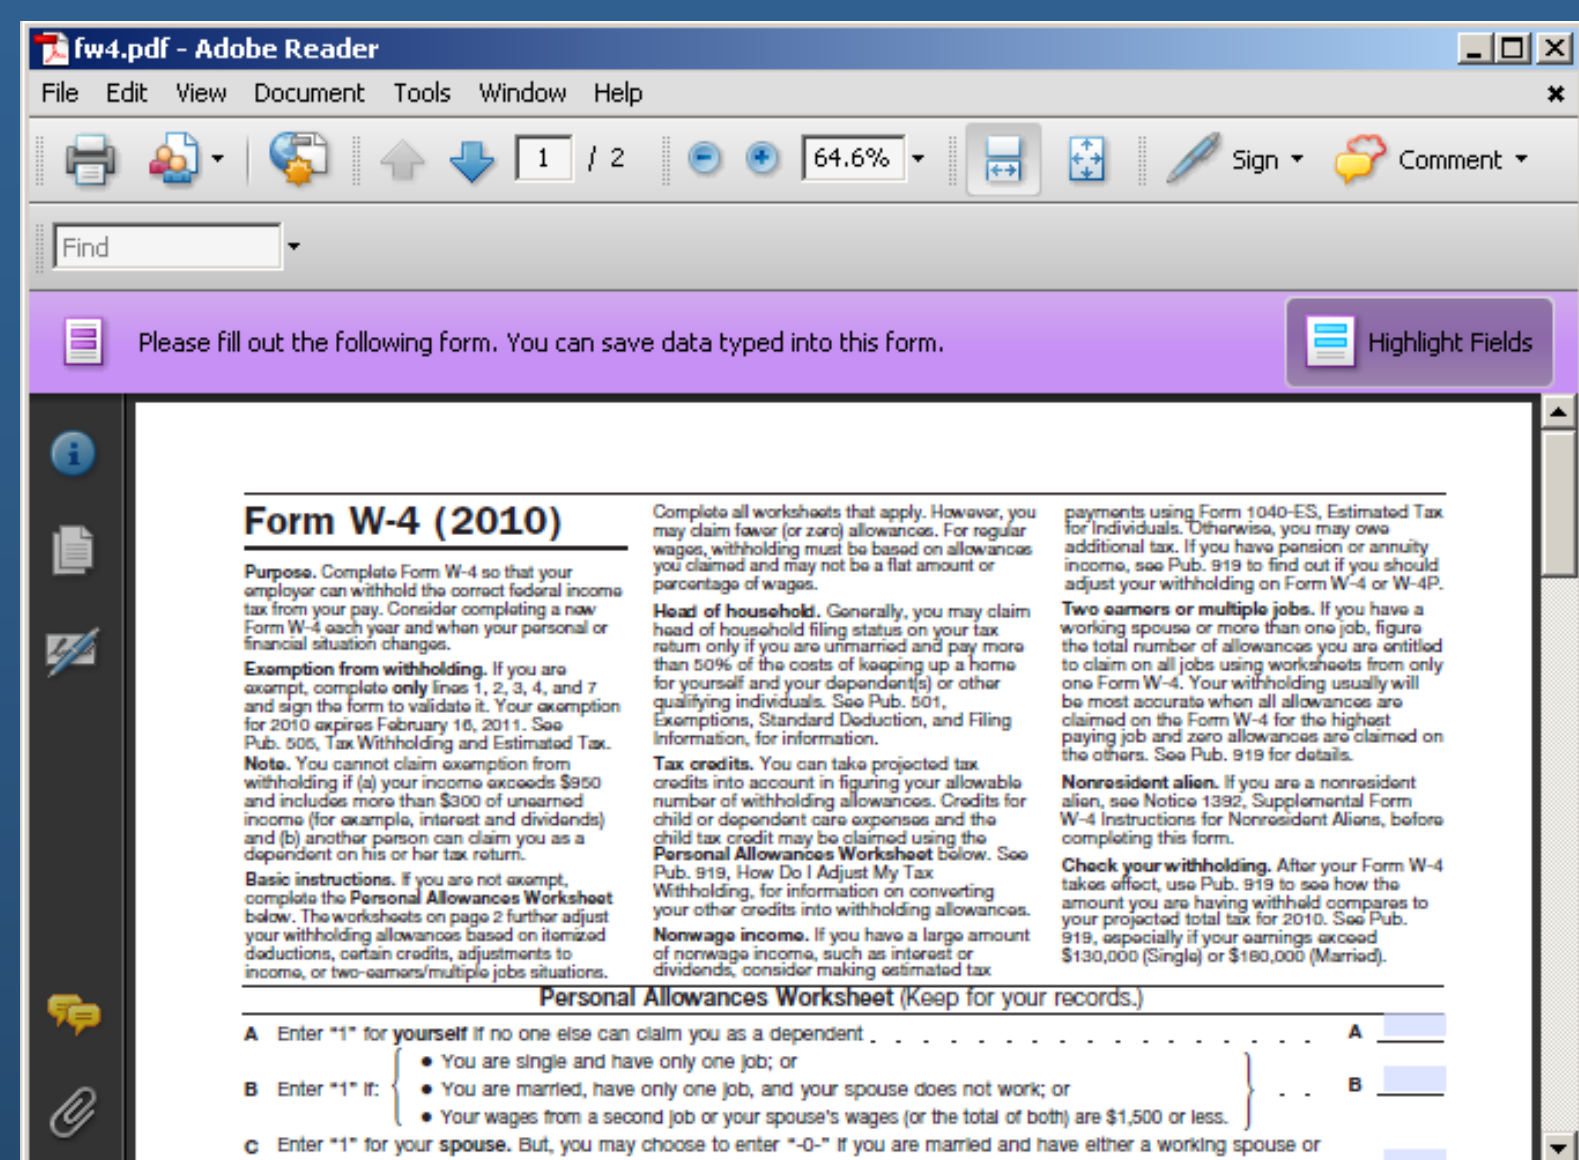 fw4.pdf - Adobe Reader
File Edit View Document Tools Window Help
1 / 2 64.6% Sign Comment
Find
Please fill out the following form. You can save data typed into this form.
Highlight Fields
Form W-4 (2010)
Purpose. Complete Form W-4 so that your
employer can withhold the correct federal income
tax from your pay. Consider completing a new
Form W-4 each year and when your personal or
financial situation changes.
Exemption from withholding. If you are
exempt, complete only lines 1, 2, 3, 4, and 7
and sign the form to validate it. Your exemption
for 2010 expires February 16, 2011. See
Pub. 505, Tax Withholding and Estimated Tax.
Note. You cannot claim exemption from
withholding if (a) your income exceeds $950
and includes more than $300 of unearned
income (for example, interest and dividends)
and (b) another person can claim you as a
dependent on his or her tax return.
Basic instructions. If you are not exempt,
complete the Personal Allowances Worksheet
below. The worksheets on page 2 further adjust
your withholding allowances based on itemized
deductions, certain credits, adjustments to
income, or two-earners/multiple jobs situations.
Complete all worksheets that apply. However, you
may claim fewer (or zero) allowances. For regular
wages, withholding must be based on allowances
you claimed and may not be a flat amount or
percentage of wages.
Head of household. Generally, you may claim
head of household filing status on your tax
return only if you are unmarried and pay more
than 50% of the costs of keeping up a home
for yourself and your dependent(s) or other
qualifying individuals. See Pub. 501,
Exemptions, Standard Deduction, and Filing
Information, for information.
Tax credits. You can take projected tax
credits into account in figuring your allowable
number of withholding allowances. Credits for
child or dependent care expenses and the
child tax credit may be claimed using the
Personal Allowances Worksheet below. See
Pub. 919, How Do I Adjust My Tax
Withholding, for information on converting
your other credits into withholding allowances.
Nonwage income. If you have a large amount
of nonwage income, such as interest or
dividends, consider making estimated tax
payments using Form 1040-ES, Estimated Tax
for Individuals. Otherwise, you may owe
additional tax. If you have pension or annuity
income, see Pub. 919 to find out if you should
adjust your withholding on Form W-4 or W-4P.
Two earners or multiple jobs. If you have a
working spouse or more than one job, figure
the total number of allowances you are entitled
to claim on all jobs using worksheets from only
one Form W-4. Your withholding usually will
be most accurate when all allowances are
claimed on the Form W-4 for the highest
paying job and zero allowances are claimed on
the others. See Pub. 919 for details.
Nonresident alien. If you are a nonresident
alien, see Notice 1392, Supplemental Form
W-4 Instructions for Nonresident Aliens, before
completing this form.
Check your withholding. After your Form W-4
takes effect, use Pub. 919 to see how the
amount you are having withheld compares to
your projected total tax for 2010. See Pub.
919, especially if your earnings exceed
$130,000 (Single) or $180,000 (Married).
Personal Allowances Worksheet (Keep for your records.)
A Enter "1" for yourself if no one else can claim you as a dependent . . . . . . . . . . . . . . . . . . A
• You are single and have only one job; or
B Enter "1" if: { • You are married, have only one job, and your spouse does not work; or } . . B
• Your wages from a second job or your spouse's wages (or the total of both) are $1,500 or less.
C Enter "1" for your spouse. But, you may choose to enter "-0-" if you are married and have either a working spouse or